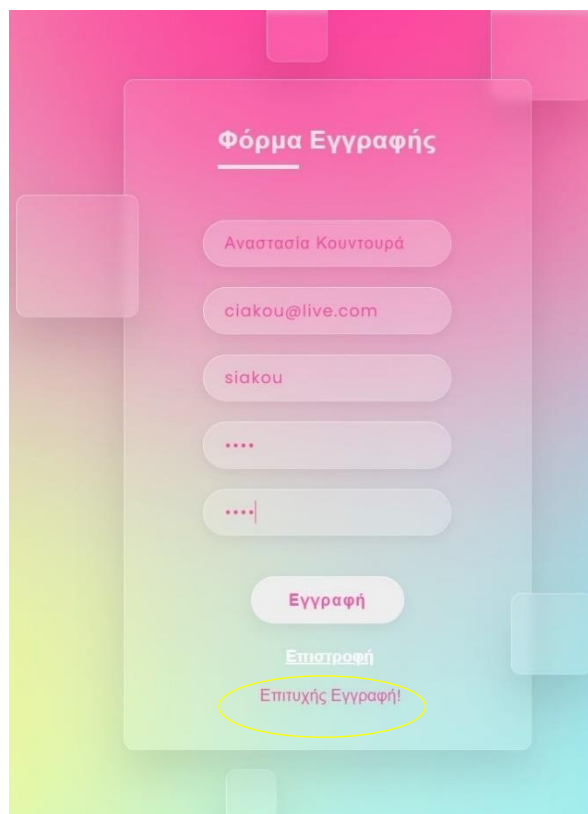 Φόρμα Εγγραφής
Αναστασία Κουντουρά
ciakou@live.com
siakou
••••
••••
Εγγραφή
Επιστροφή
Επιτυχής Εγγραφή!